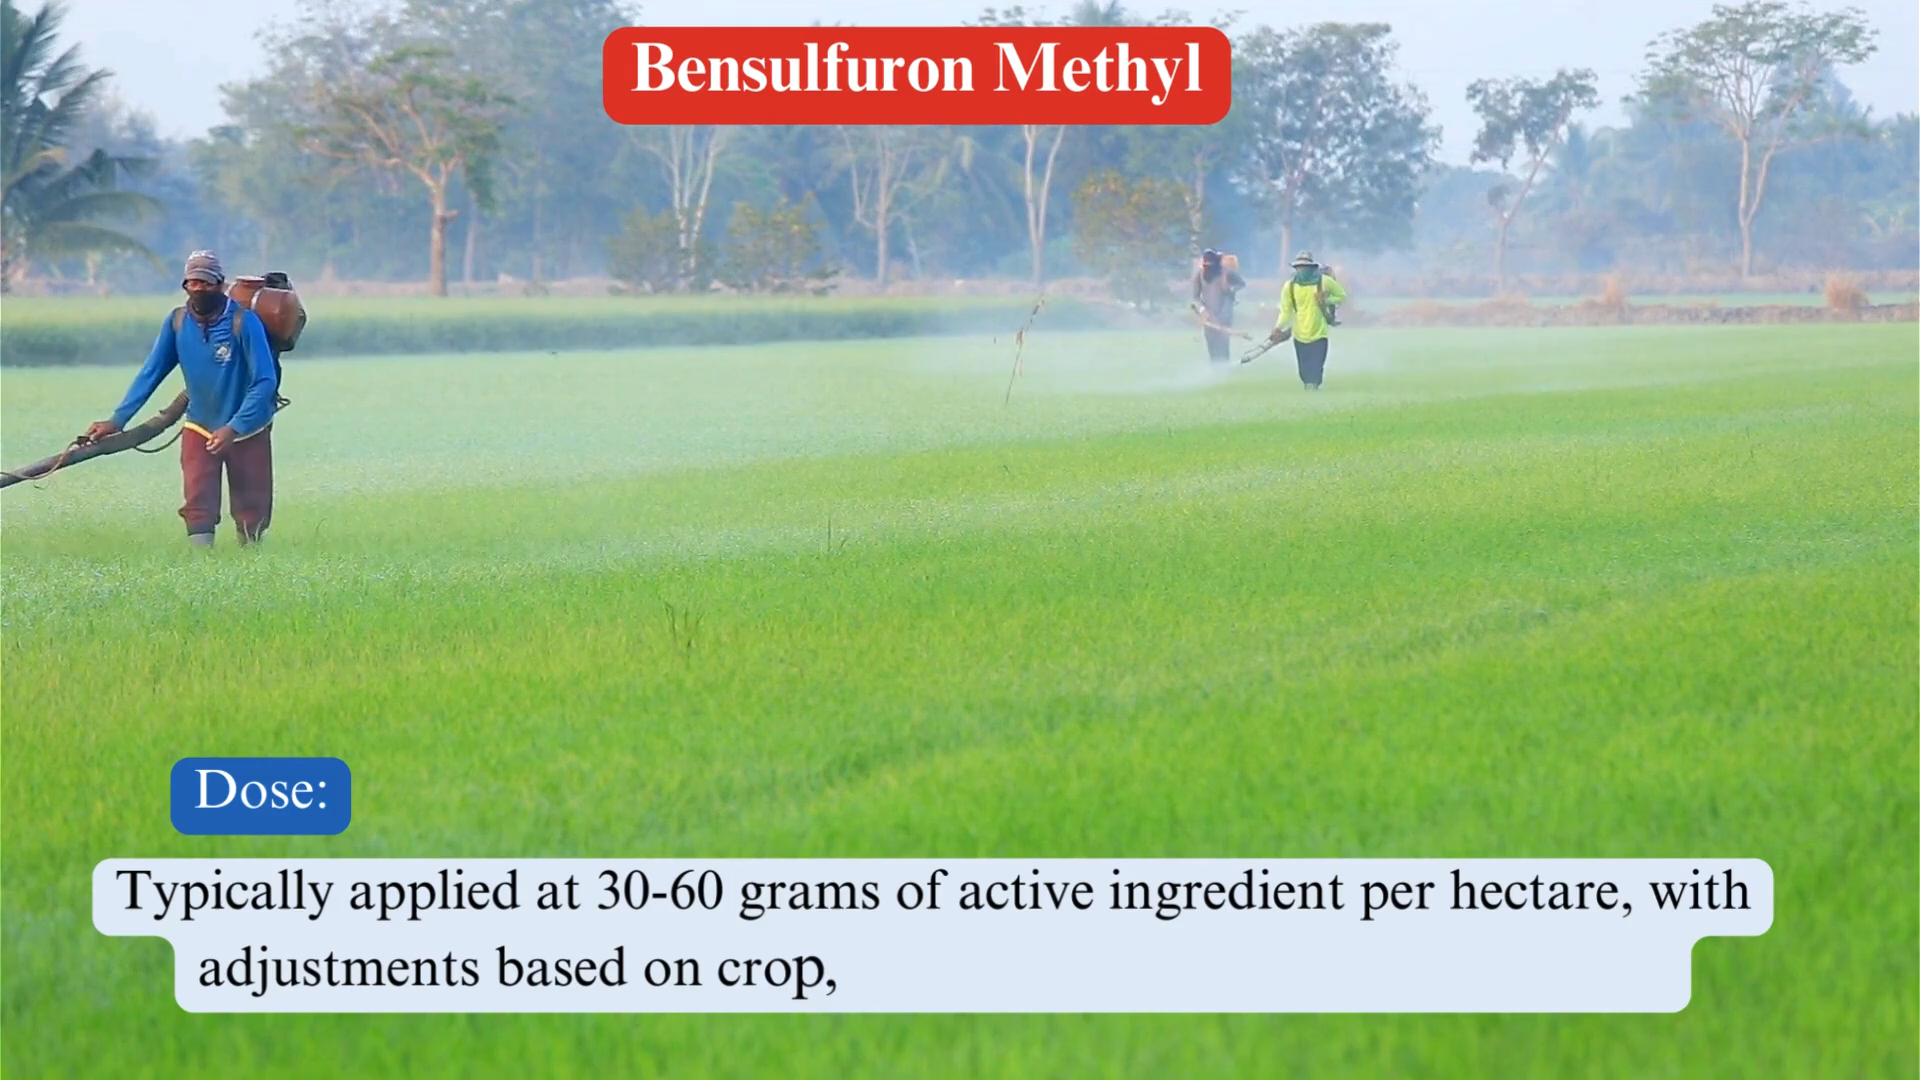 Bensulfuron Methyl
Dose:
Typically applied at 30-60 grams of active ingredient per hectare, with
adjustments based on crop,